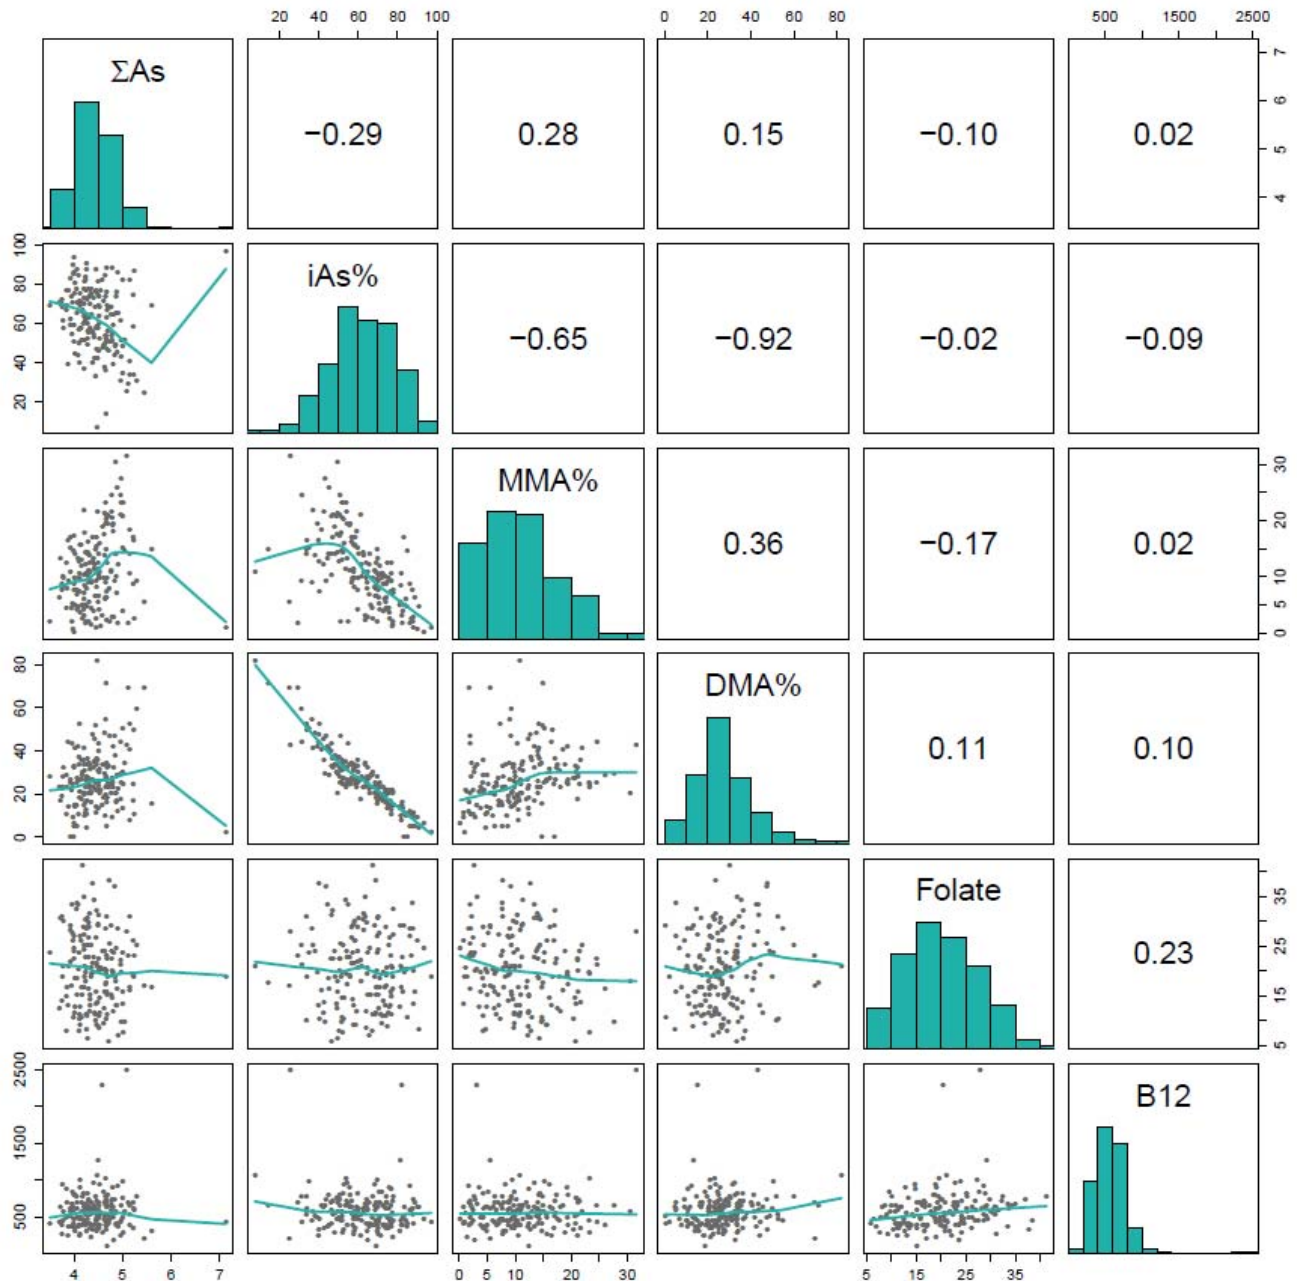 20 40 60 80 100 0 20 40 60 80 500 1500 2500
ΣAs −0.29 0.28 0.15 −0.10 0.02 4 5 6 7
20 40 60 80 100 iAs% −0.65 −0.92 −0.02 −0.09
MMA% 0.36 −0.17 0.02 0 5 10 20 30
0 20 40 60 80 DMA% 0.11 0.10
Folate 0.23 5 15 25 35
500 1500 2500 B12
4 5 6 7 0 5 10 20 30 5 15 25 35